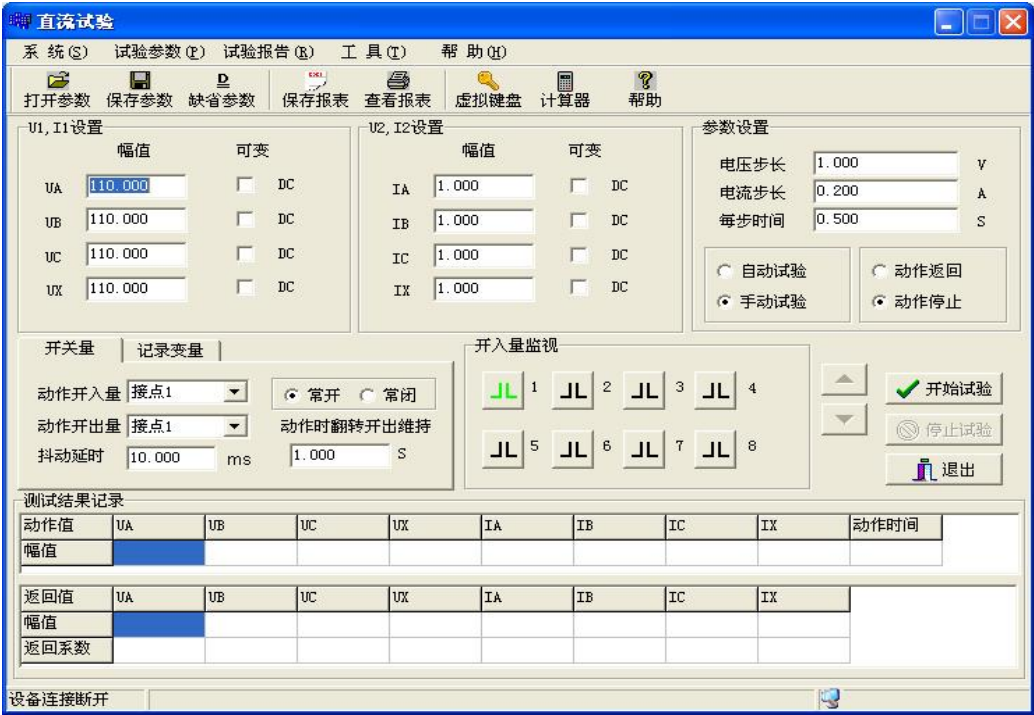 直流试验
系 统(S) 试验参数(P) 试验报告(R) 工 具(T) 帮 助(H)
打开参数 保存参数 D 缺省参数 保存报表 查看报表 虚拟键盘 计算器 帮助
U1,I1设置 U2,I2设置 参数设置
幅值 可变 幅值 可变
电压步长 1.000 V
UA 110.000 DC IA 1.000 DC
电流步长 0.200 A
UB 110.000 DC IB 1.000 DC
每步时间 0.500 S
UC 110.000 DC IC 1.000 DC
自动试验 动作返回
UX 110.000 DC IX 1.000 DC
手动试验 动作停止
开关量 记录变量 开入量监视
动作开入量 接点1 常开 常闭 1 2 3 4 开始试验
动作开出量 接点1 动作时翻转开出维持 停止试验
抖动延时 10.000 ms 1.000 S 5 6 7 8 退出
测试结果记录
动作值 UA UB UC UX IA IB IC IX 动作时间
幅值
返回值 UA UB UC UX IA IB IC IX
幅值
返回系数
设备连接断开